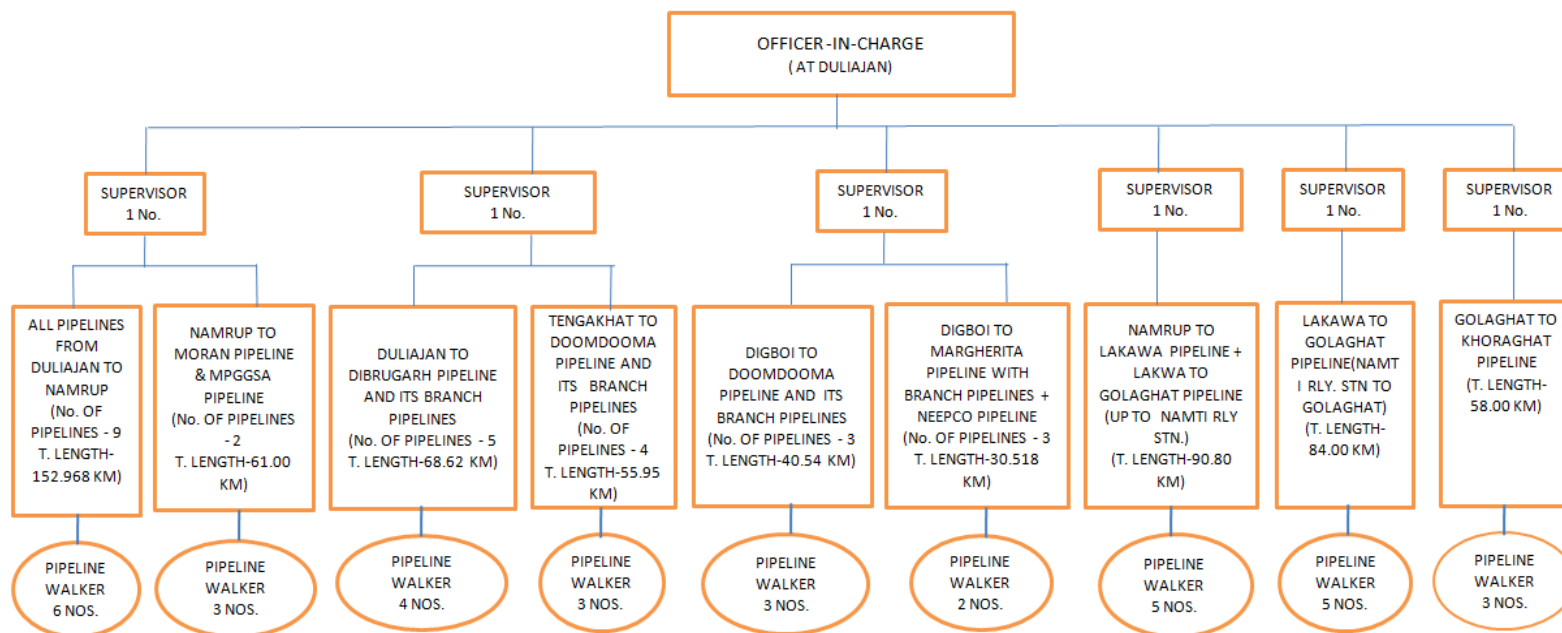 OFFICER-IN-CHARGE
( AT DULIAJAN)
SUPERVISOR
1 No.
SUPERVISOR
1 No.
SUPERVISOR
1 No.
SUPERVISOR
1 No.
SUPERVISOR
1 No.
SUPERVISOR
1 No.
ALL PIPELINES
FROM
DULIAJAN TO
NAMRUP
(No. OF
PIPELINES - 9
T. LENGTH-
152.968 KM)
NAMRUP TO
MORAN PIPELINE
& MPGGSA
PIPELINE
(No. OF PIPELINES
- 2
T. LENGTH-61.00
KM)
DULIAJAN TO
DIBRUGARH PIPELINE
AND ITS BRANCH
PIPELINES
(No. OF PIPELINES - 5
T. LENGTH-68.62 KM)
TENGAKHAT TO
DOOMDOOMA
PIPELINE AND
ITS BRANCH
PIPELINES
(No. OF
PIPELINES - 4
T. LENGTH-55.95
KM)
DIGBOI TO
DOOMDOOMA
PIPELINE AND ITS
BRANCH PIPELINES
(No. OF PIPELINES - 3
T. LENGTH-40.54 KM)
DIGBOI TO
MARGHERITA
PIPELINE WITH
BRANCH PIPELINES +
NEEPCO PIPELINE
(No. OF PIPELINES - 3
T. LENGTH-30.518
KM)
NAMRUP TO
LAKAWA PIPELINE +
LAKWA TO
GOLAGHAT PIPELINE
(UP TO NAMTI RLY
STN.)
(T. LENGTH-90.80
KM)
LAKAWA TO
GOLAGHAT
PIPELINE(NAMT
I RLY. STN TO
GOLAGHAT)
(T. LENGTH-
84.00 KM)
GOLAGHAT TO
KHORAGHAT
PIPELINE
(T. LENGTH-
58.00 KM)
PIPELINE
WALKER
6 NOS.
PIPELINE
WALKER
3 NOS.
PIPELINE
WALKER
4 NOS.
PIPELINE
WALKER
3 NOS.
PIPELINE
WALKER
3 NOS.
PIPELINE
WALKER
2 NOS.
PIPELINE
WALKER
5 NOS.
PIPELINE
WALKER
5 NOS.
PIPELINE
WALKER
3 NOS.